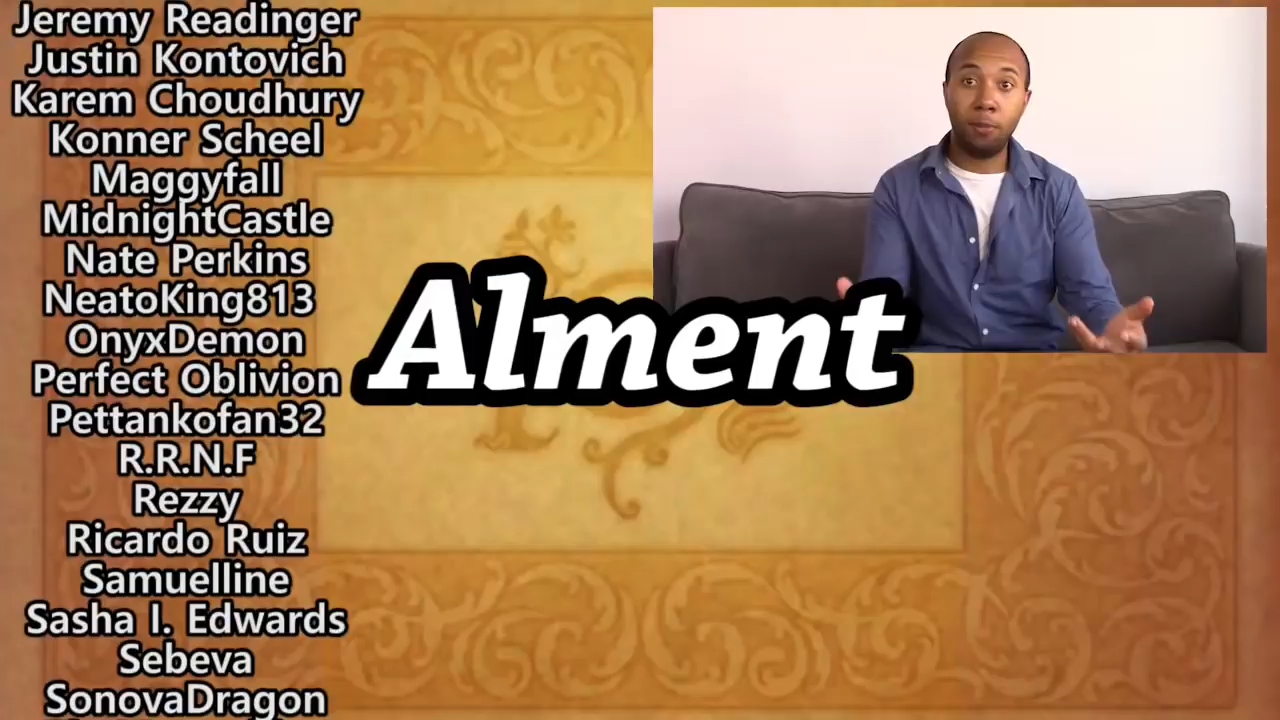 Jeremy Readinger
Justin Kontovich
Karem Choudhury
Konner Scheel
Maggyfall
MidnightCastle
Nate Perkins
NeatoKing813
OnyxDemon
Perfect Oblivion
Pettankofan32
R.R.N.F
Rezzy
Ricardo Ruiz
Samuelline
Sasha I. Edwards
Sebeva
SonovaDragon
Alment